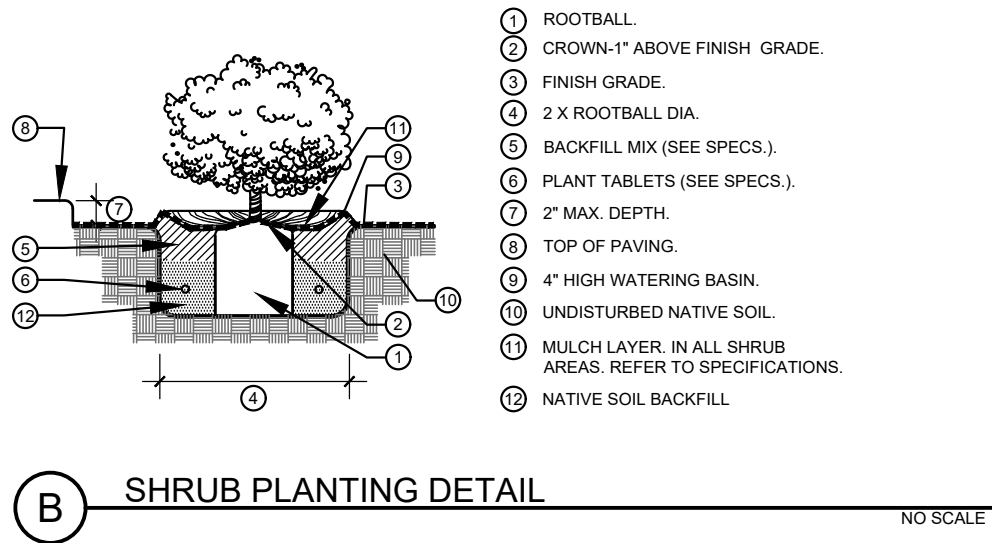 8
7
5
6
12
11
9
3
10
2
1
4
1 ROOTBALL.
2 CROWN-1" ABOVE FINISH GRADE.
3 FINISH GRADE.
4 2 X ROOTBALL DIA.
5 BACKFILL MIX (SEE SPECS.).
6 PLANT TABLETS (SEE SPECS.).
7 2" MAX. DEPTH.
8 TOP OF PAVING.
9 4" HIGH WATERING BASIN.
10 UNDISTURBED NATIVE SOIL.
11 MULCH LAYER. IN ALL SHRUB
AREAS. REFER TO SPECIFICATIONS.
12 NATIVE SOIL BACKFILL
B SHRUB PLANTING DETAIL
NO SCALE